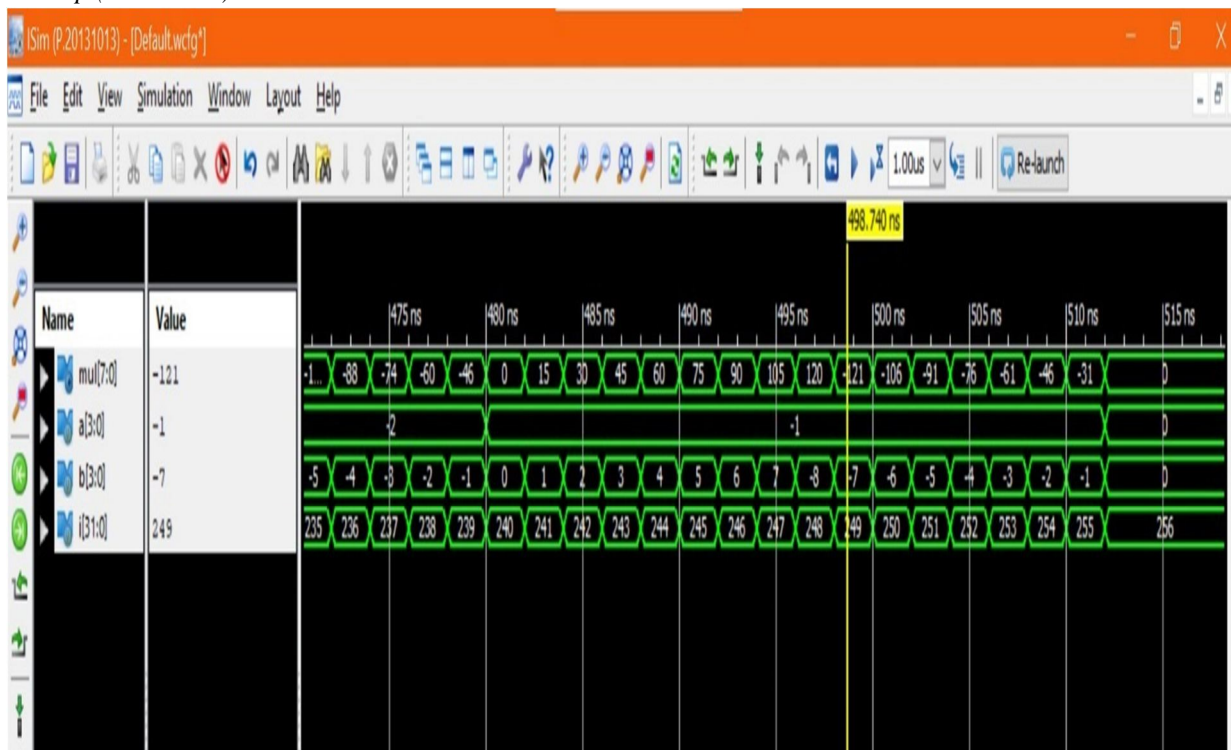 ISim (P.20131013) - [Default.wcfg*]
File Edit View Simulation Window Layout Help
1.00us Re-launch
498.740 ns
Name Value
475 ns 480 ns 485 ns 490 ns 495 ns 500 ns 505 ns 510 ns 515 ns
mul[7:0] -121 -1... -88 -74 -60 -46 0 15 30 45 60 75 90 105 120 -121 -106 -91 -76 -61 -46 -31 0
a[3:0] -1 -2 -1 0
b[3:0] -7 -5 -4 -3 -2 -1 0 1 2 3 4 5 6 7 -8 -7 -6 -5 -4 -3 -2 -1 0
i[31:0] 249 235 236 237 238 239 240 241 242 243 244 245 246 247 248 249 250 251 252 253 254 255 256